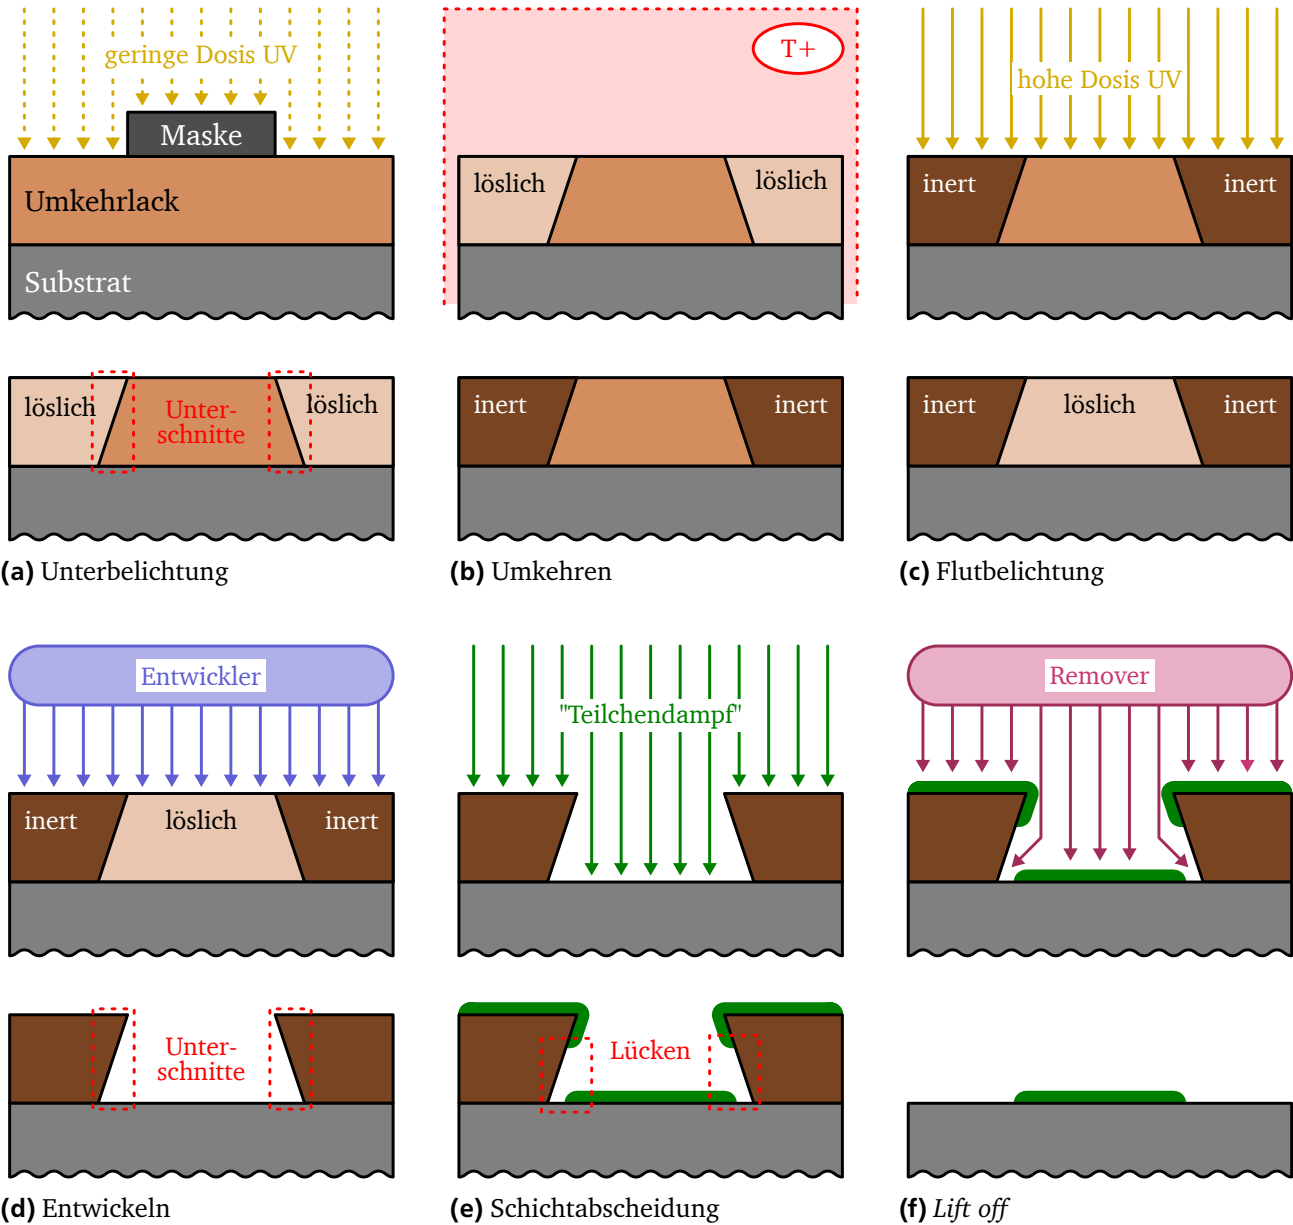 geringe Dosis UV
Maske
Umkehrlack
Substrat
löslich
Unter-
schnitte
löslich
(a) Unterbelichtung
T+
löslich
löslich
inert
inert
(b) Umkehren
hohe Dosis UV
inert
inert
inert
löslich
inert
(c) Flutbelichtung
Entwickler
inert
löslich
inert
Unter-
schnitte
(d) Entwickeln
"Teilchendampf"
Lücken
(e) Schichtabscheidung
Remover
(f) Lift off